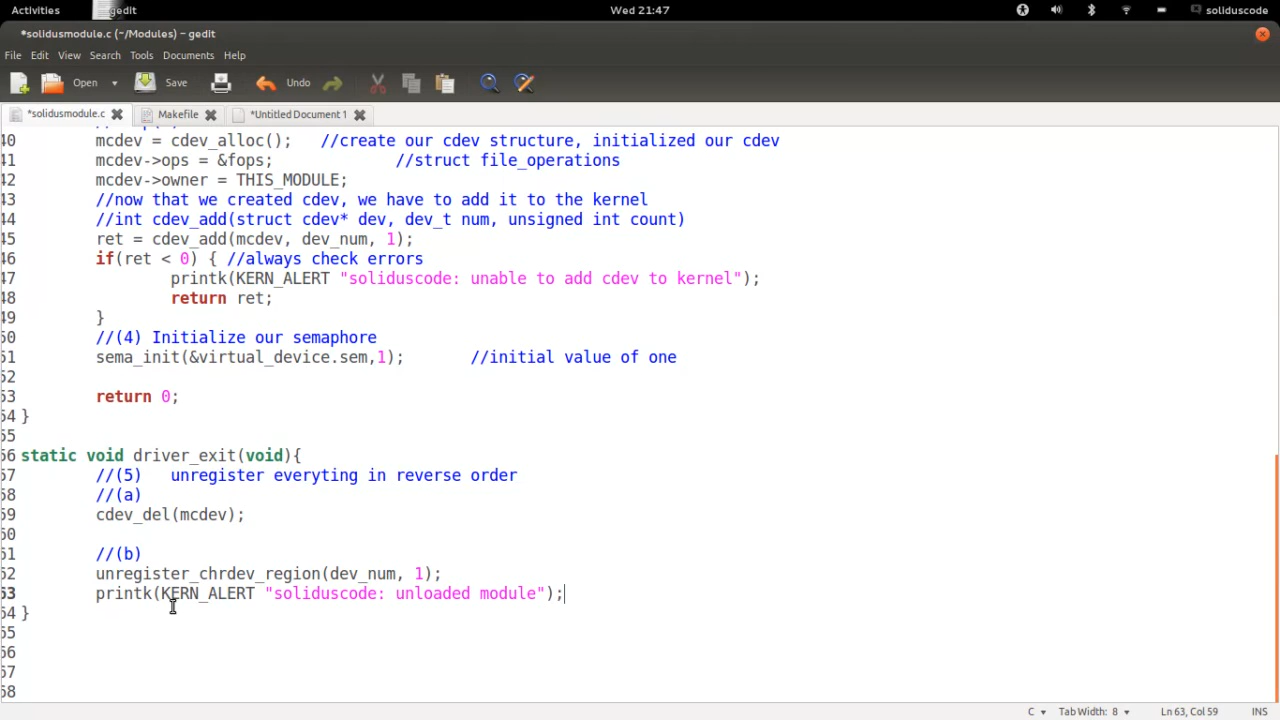 Activities gedit Wed 21:47 soliduscode
*solidusmodule.c (~/Modules) - gedit
File Edit View Search Tools Documents Help
Open Save Undo
*solidusmodule.c Makefile *Untitled Document 1
40 mcdev = cdev_alloc(); //create our cdev structure, initialized our cdev
41 mcdev->ops = &fops; //struct file_operations
42 mcdev->owner = THIS_MODULE;
43 //now that we created cdev, we have to add it to the kernel
44 //int cdev_add(struct cdev* dev, dev_t num, unsigned int count)
45 ret = cdev_add(mcdev, dev_num, 1);
46 if(ret < 0) { //always check errors
47 printk(KERN_ALERT "soliduscode: unable to add cdev to kernel");
48 return ret;
49 }
50 //(4) Initialize our semaphore
51 sema_init(&virtual_device.sem,1); //initial value of one
52
53 return 0;
54 }
55
56 static void driver_exit(void){
57 //(5) unregister everyting in reverse order
58 //(a)
59 cdev_del(mcdev);
60
61 //(b)
62 unregister_chrdev_region(dev_num, 1);
63 printk(KERN_ALERT "soliduscode: unloaded module");
64 }
65
66
67
68
C Tab Width: 8 Ln 63, Col 59 INS